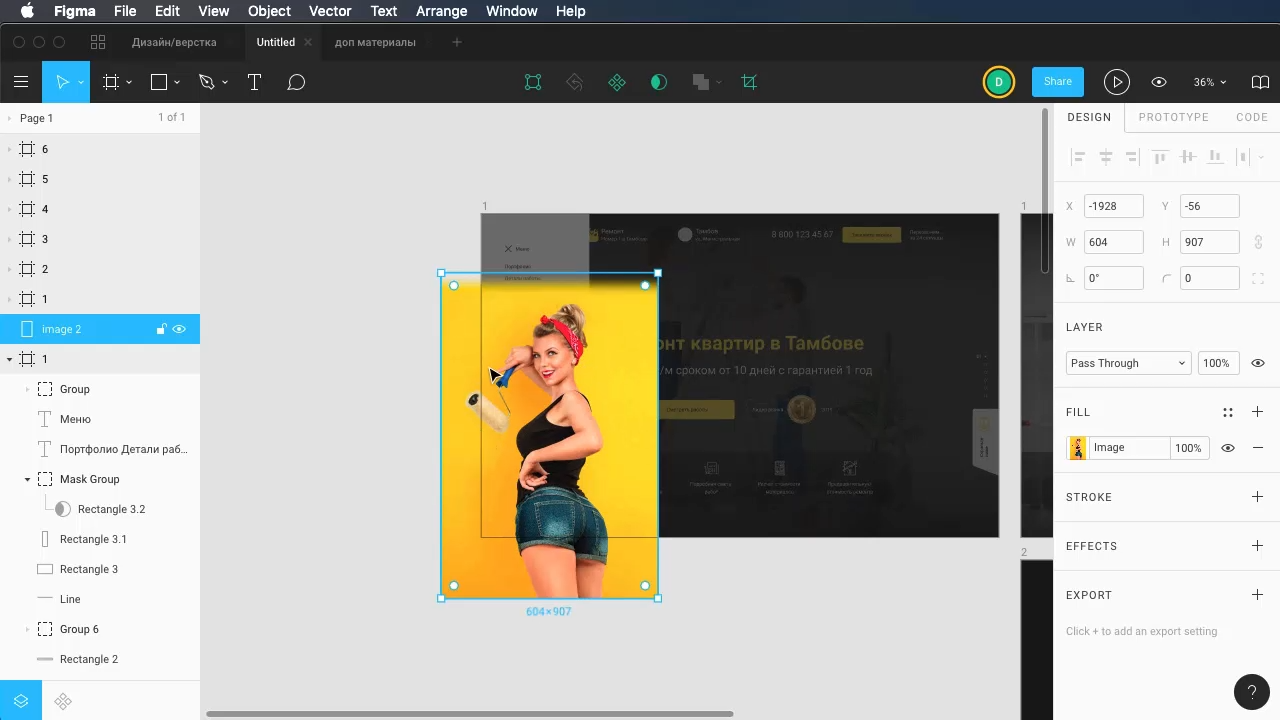 Figma File Edit View Object Vector Text Arrange Window Help
Дизайн/верстка Untitled доп материалы
D Share 36%
Page 1 1 of 1
6
5
4
3
2
1
image 2
1
Group
Меню
Портфолио Детали раб...
Mask Group
Rectangle 3.2
Rectangle 3.1
Rectangle 3
Line
Group 6
Rectangle 2
1
1
Меню
Портфолио
Ремонт
Тамбов
8 800 123 45 67
онт квартир в Тамбове
/м сроком от 10 дней с гарантией 1 год
2
604×907
DESIGN PROTOTYPE CODE
X -1928 Y -56
W 604 H 907
0° 0
LAYER
Pass Through 100%
FILL
Image 100%
STROKE
EFFECTS
EXPORT
Click + to add an export setting
?